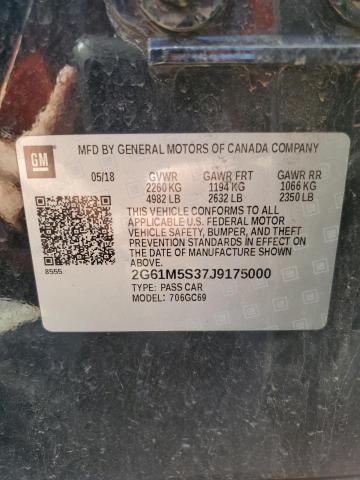 GM
MFD BY GENERAL MOTORS OF CANADA COMPANY
05/18 GVWR GAWR FRT GAWR RR
2260 KG 1194 KG 1066 KG
4982 LB 2632 LB 2350 LB
THIS VEHICLE CONFORMS TO ALL
APPLICABLE U.S. FEDERAL MOTOR
VEHICLE SAFETY, BUMPER, AND THEFT
PREVENTION STANDARDS IN EFFECT ON
THE DATE OF MANUFACTURE SHOWN
ABOVE.
8555
2G61M5S37J9175000
TYPE: PASS CAR
MODEL: 706GC69